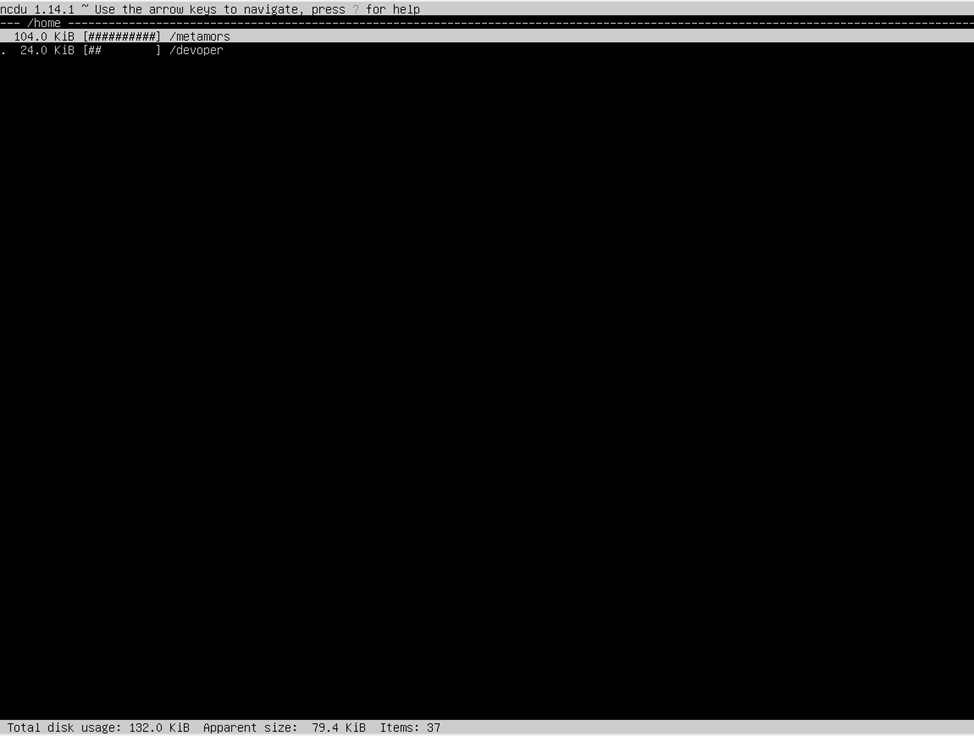 ncdu 1.14.1 ~ Use the arrow keys to navigate, press ? for help
--- /home ---------------------------------------------------------------------------------------------------------------------------------------
  104.0 KiB [##########] /metamors
.  24.0 KiB [##        ] /devoper
Total disk usage: 132.0 KiB  Apparent size:  79.4 KiB  Items: 37